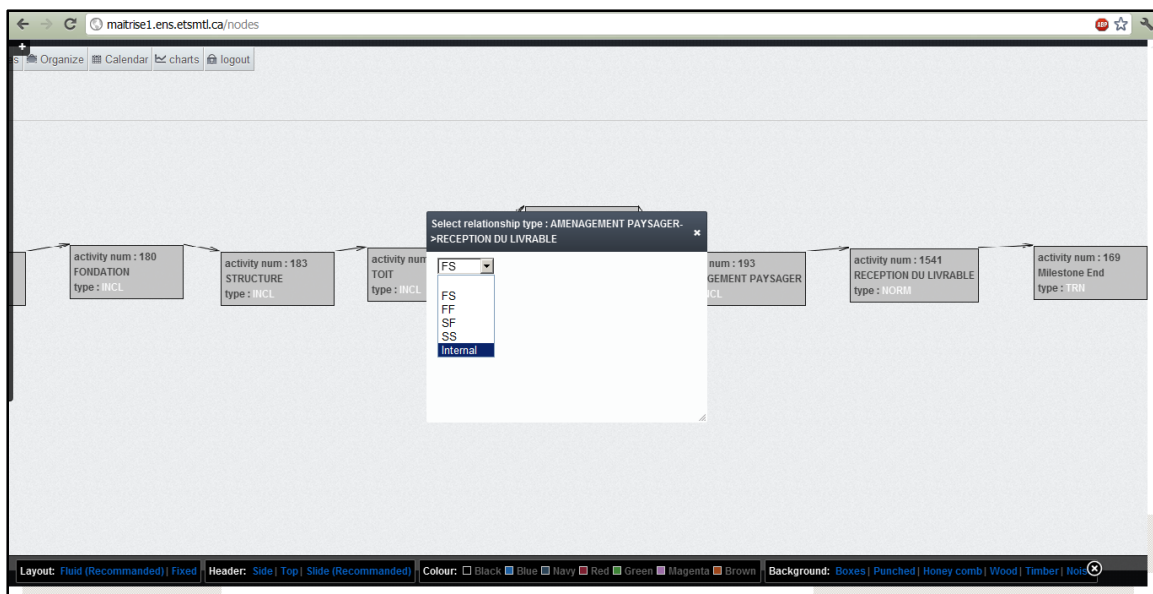 maitrise1.ens.etsmtl.ca/nodes
ABP
+
s Organize Calendar charts logout
Select relationship type : AMENAGEMENT PAYSAGER-
>RECEPTION DU LIVRABLE
FS
FS
FF
SF
SS
Internal
activity num : 180
FONDATION
type : INCL
activity num : 183
STRUCTURE
type : INCL
activity num
TOIT
type : INCL
num : 193
GEMENT PAYSAGER
CL
activity num : 1541
RECEPTION DU LIVRABLE
type : NORM
activity num : 169
Milestone End
type : TRN
Layout: Fluid (Recommanded) | Fixed Header: Side | Top | Slide (Recommanded) Colour: Black Blue Navy Red Green Magenta Brown Background: Boxes | Punched | Honey comb | Wood | Timber | Nois